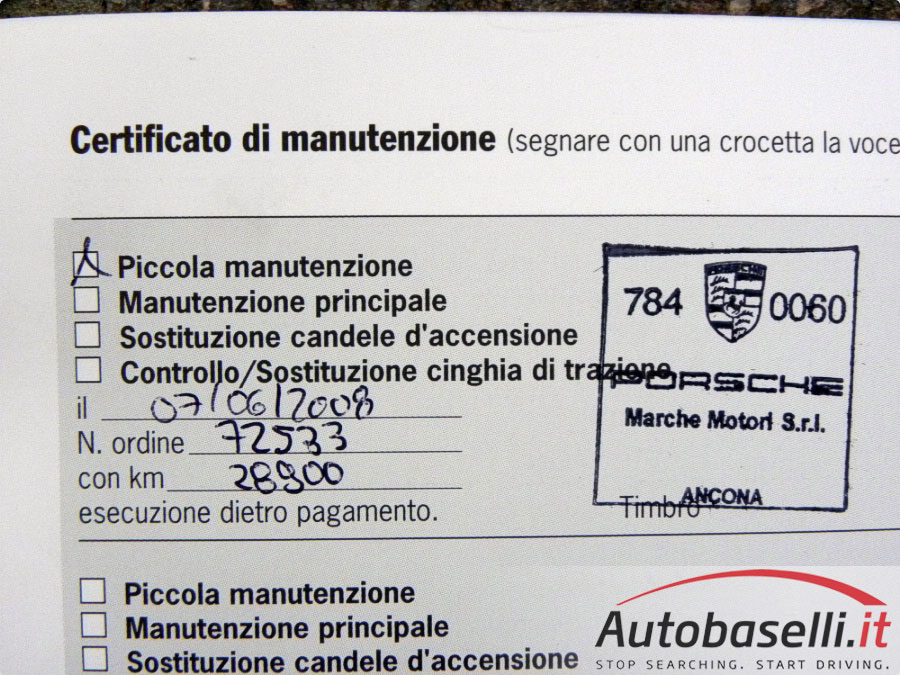 Certificato di manutenzione (segnare con una crocetta la voce
Piccola manutenzione
Manutenzione principale
Sostituzione candele d'accensione
Controllo/Sostituzione cinghia di trazione
il 07/06/2008
N. ordine 72533
con km 28900
esecuzione dietro pagamento.
PORSCHE
784 0060
PORSCHE
Marche Motori S.r.l.
ANCONA
Timbro
Piccola manutenzione
Manutenzione principale
Sostituzione candele d'accensione
Autobaselli.it
STOP SEARCHING. START DRIVING.